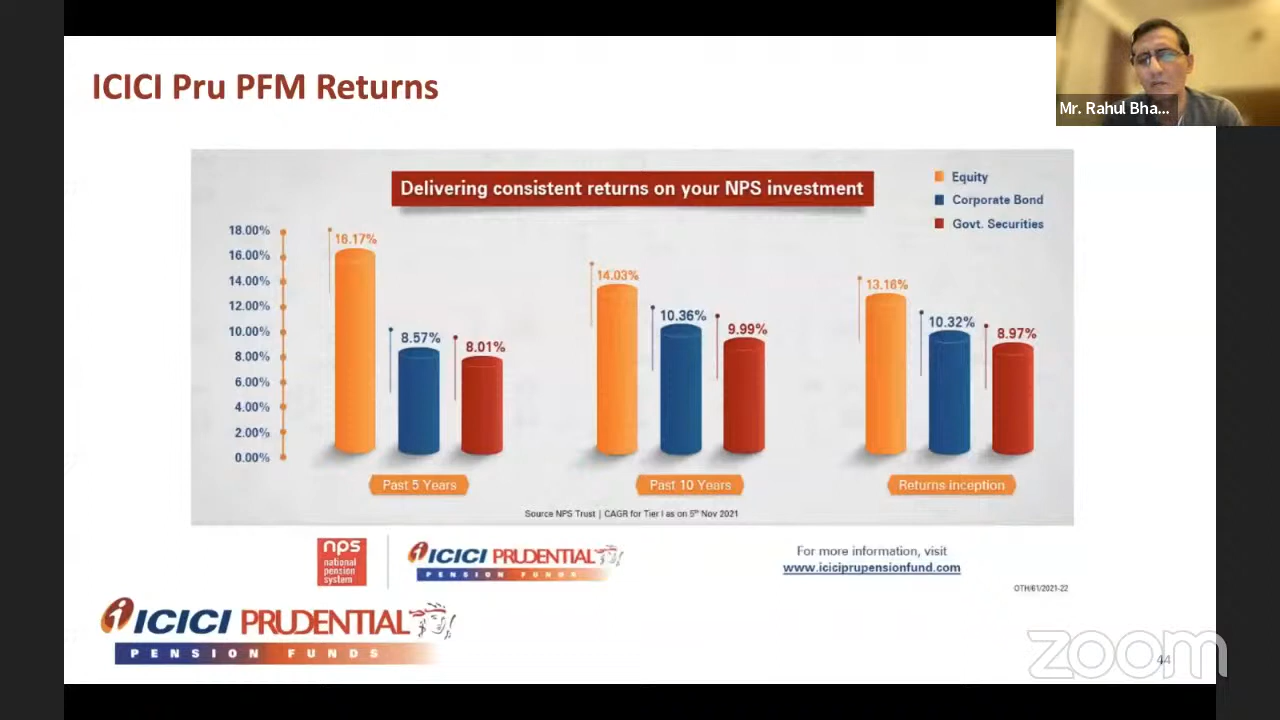 ICICI Pru PFM Returns
Mr. Rahul Bha...
Delivering consistent returns on your NPS investment
Equity
Corporate Bond
Govt. Securities
18.00%
16.00%
14.00%
12.00%
10.00%
8.00%
6.00%
4.00%
2.00%
0.00%
16.17%
8.57%
8.01%
14.03%
10.36%
9.99%
13.16%
10.32%
8.97%
Past 5 Years
Past 10 Years
Returns inception
Source NPS Trust | CAGR for Tier I as on 5th Nov 2021
nps
national
pension
system
ICICI PRUDENTIAL
PENSION FUNDS
For more information, visit
www.iciciprupensionfund.com
OTH/61/2021-22
ICICI PRUDENTIAL
PENSION FUNDS
zoom
44